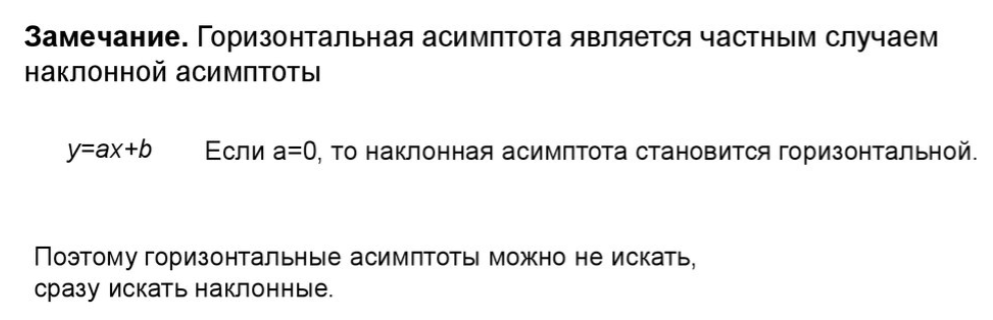 Замечание. Горизонтальная асимптота является частным случаем
наклонной асимптоты
y=ax+b Если a=0, то наклонная асимптота становится горизонтальной.
Поэтому горизонтальные асимптоты можно не искать,
сразу искать наклонные.